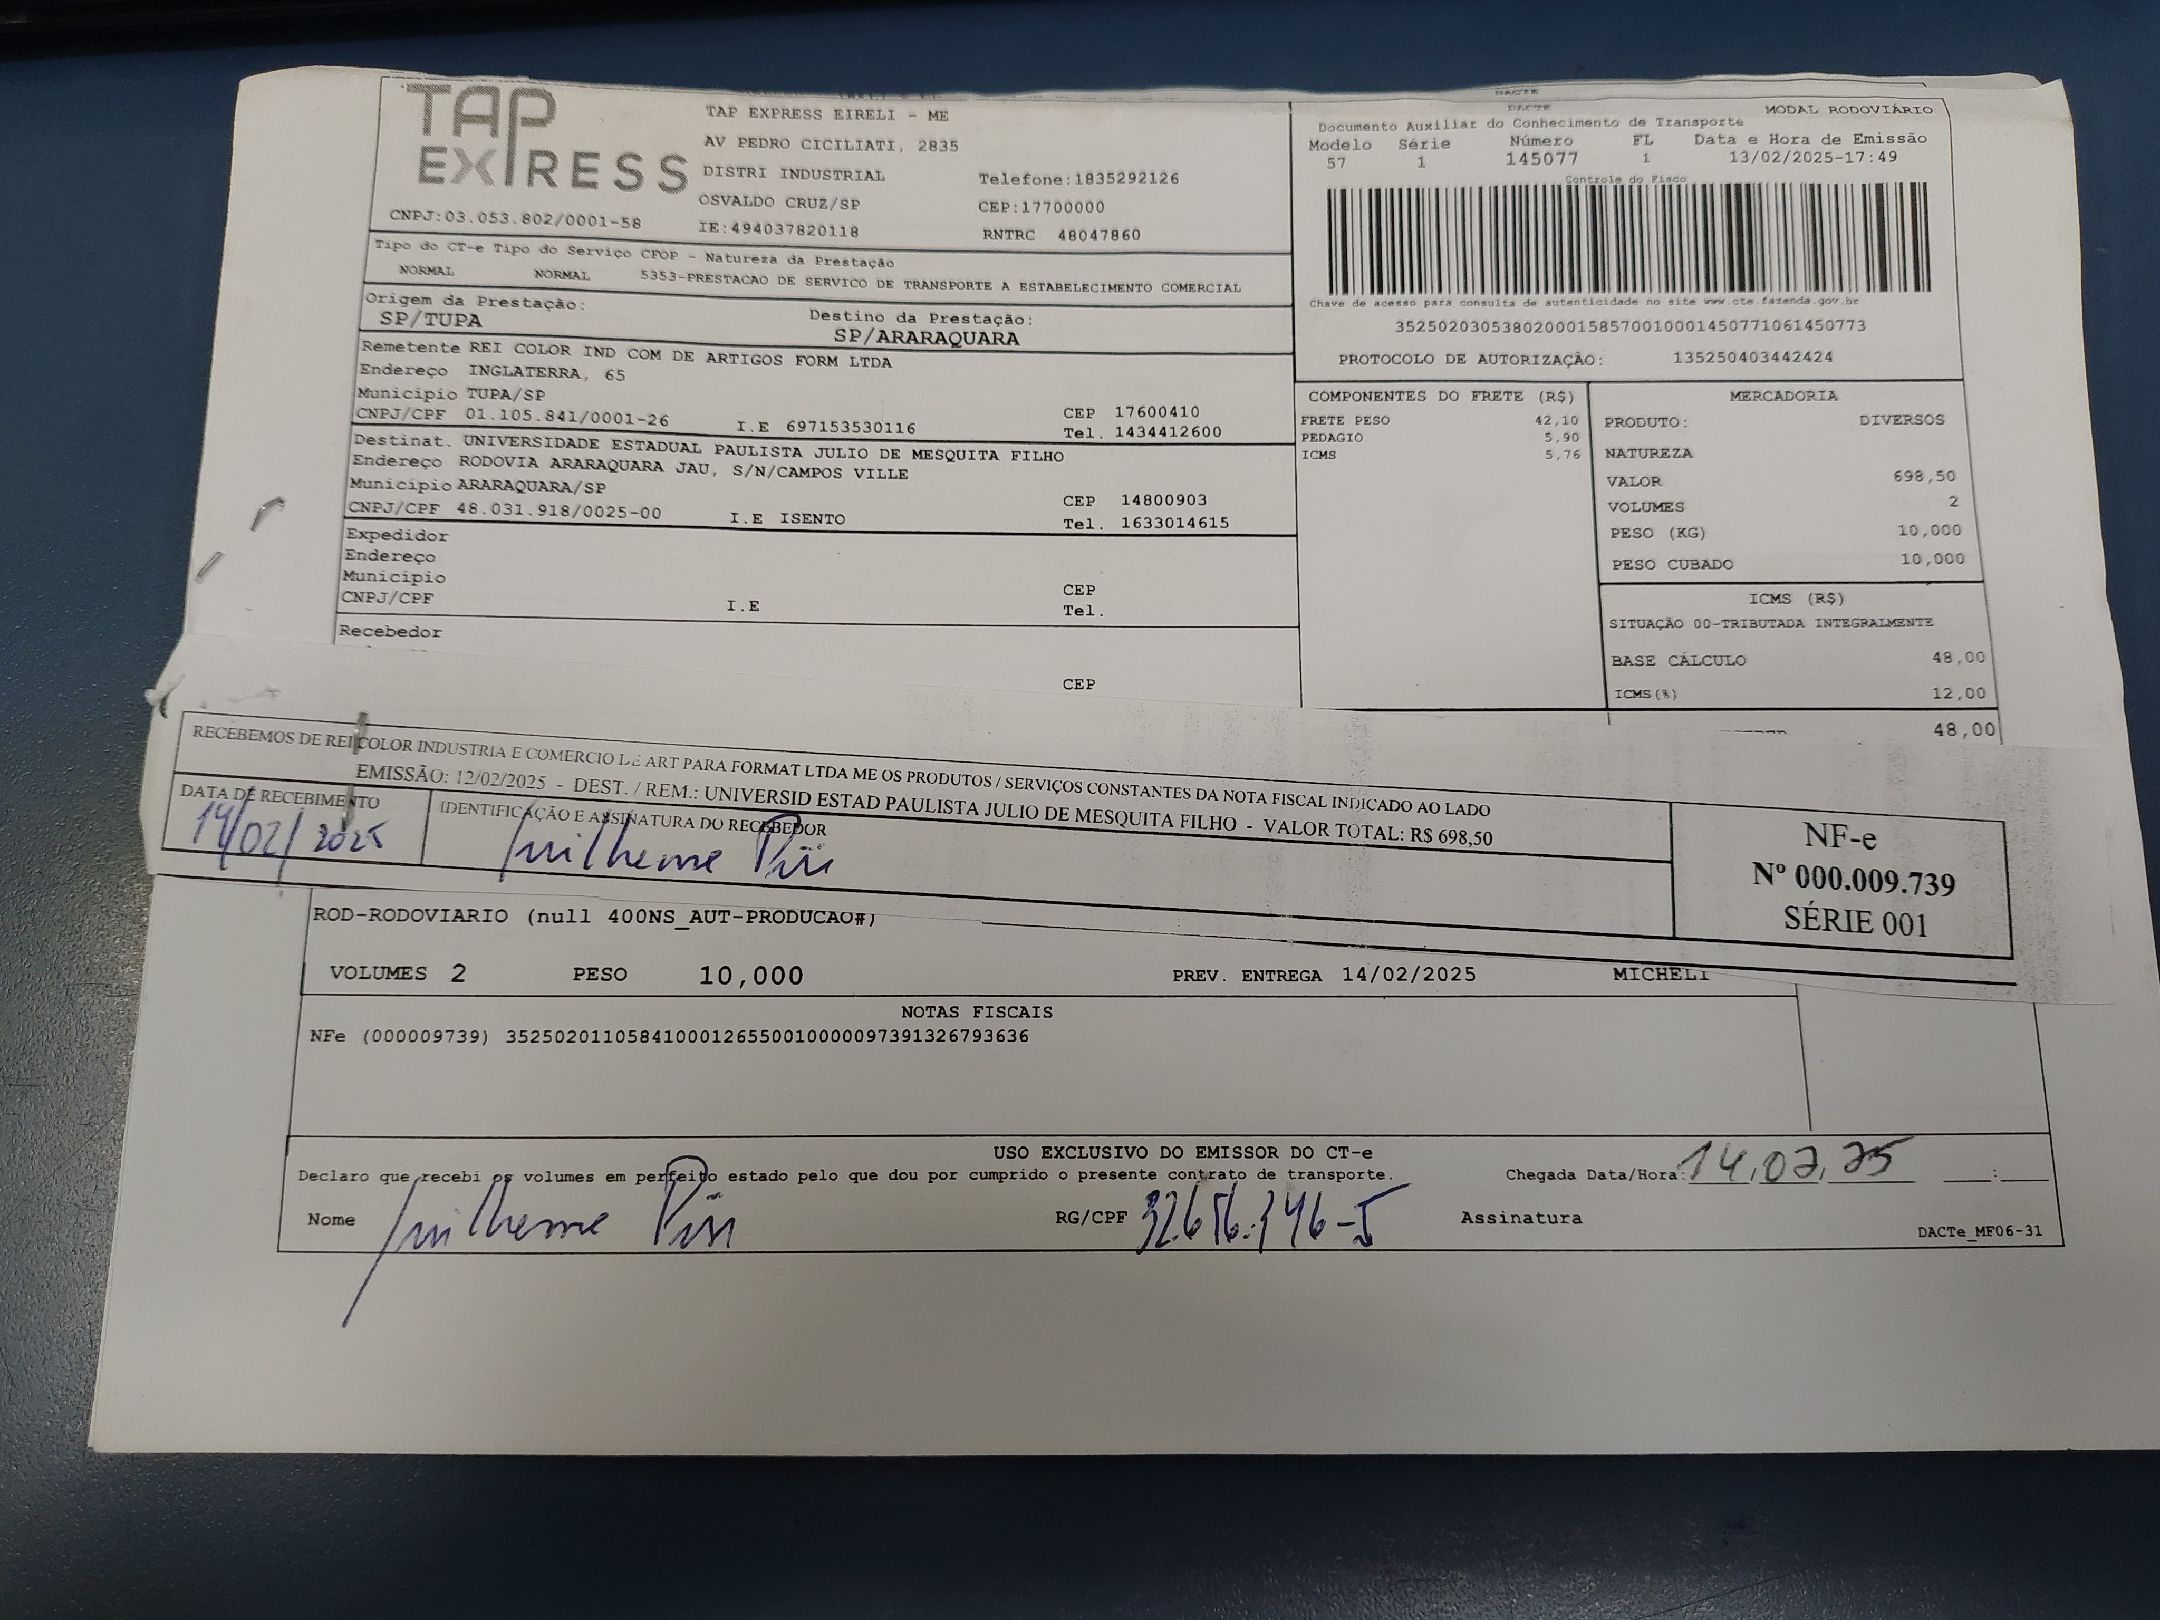 TAP EXPRESS
CNPJ:03.053.802/0001-58
TAP EXPRESS EIRELI - ME
AV PEDRO CICILIATI, 2835
DISTRI INDUSTRIAL Telefone:1835292126
OSVALDO CRUZ/SP CEP:17700000
IE:494037820118 RNTRC 48047860
DACTE
DACTE MODAL RODOVIÁRIO
Documento Auxiliar do Conhecimento de Transporte
Modelo Série Número FL Data e Hora de Emissão
57 1 145077 1 13/02/2025-17:49
Controle do Fisco
Chave de acesso para consulta de autenticidade no site www.cte.fazenda.gov.br
35250203053802000158570010001450771061450773
PROTOCOLO DE AUTORIZAÇÃO: 135250403442424
Tipo do CT-e Tipo do Serviço CFOP - Natureza da Prestação
NORMAL NORMAL 5353-PRESTACAO DE SERVICO DE TRANSPORTE A ESTABELECIMENTO COMERCIAL
Origem da Prestação: Destino da Prestação:
SP/TUPA SP/ARARAQUARA
Remetente REI COLOR IND COM DE ARTIGOS FORM LTDA
Endereço INGLATERRA, 65
Município TUPA/SP CEP 17600410
CNPJ/CPF 01.105.841/0001-26 I.E 697153530116 Tel. 1434412600
Destinat. UNIVERSIDADE ESTADUAL PAULISTA JULIO DE MESQUITA FILHO
Endereço RODOVIA ARARAQUARA JAU, S/N/CAMPOS VILLE
Município ARARAQUARA/SP CEP 14800903
CNPJ/CPF 48.031.918/0025-00 I.E ISENTO Tel. 1633014615
Expedidor
Endereço
Município CEP
CNPJ/CPF I.E Tel.
Recebedor
CEP
COMPONENTES DO FRETE (R$)
FRETE PESO 42,10
PEDAGIO 5,90
ICMS 5,76
MERCADORIA
PRODUTO: DIVERSOS
NATUREZA
VALOR 698,50
VOLUMES 2
PESO (KG) 10,000
PESO CUBADO 10,000
ICMS (R$)
SITUAÇÃO 00-TRIBUTADA INTEGRALMENTE
BASE CÁLCULO 48,00
ICMS(%) 12,00
48,00
RECEBEMOS DE REI COLOR INDUSTRIA E COMERCIO DE ART PARA FORMAT LTDA ME OS PRODUTOS / SERVIÇOS CONSTANTES DA NOTA FISCAL INDICADO AO LADO
EMISSÃO: 12/02/2025 - DEST. / REM.: UNIVERSID ESTAD PAULISTA JULIO DE MESQUITA FILHO - VALOR TOTAL: R$ 698,50
DATA DE RECEBIMENTO IDENTIFICAÇÃO E ASSINATURA DO RECEBEDOR
14/02/2025 Guilherme
NF-e
Nº 000.009.739
SÉRIE 001
ROD-RODOVIARIO (null 400NS_AUT-PRODUCAO#)
VOLUMES 2 PESO 10,000 PREV. ENTREGA 14/02/2025 MICHELI
NOTAS FISCAIS
NFe (000009739) 35250201105841000126550010000097391326793636
USO EXCLUSIVO DO EMISSOR DO CT-e
Declaro que recebi os volumes em perfeito estado pelo que dou por cumprido o presente contrato de transporte. Chegada Data/Hora: 14.02.25 :
Nome Guilherme RG/CPF Assinatura
DACTe_MF06-31